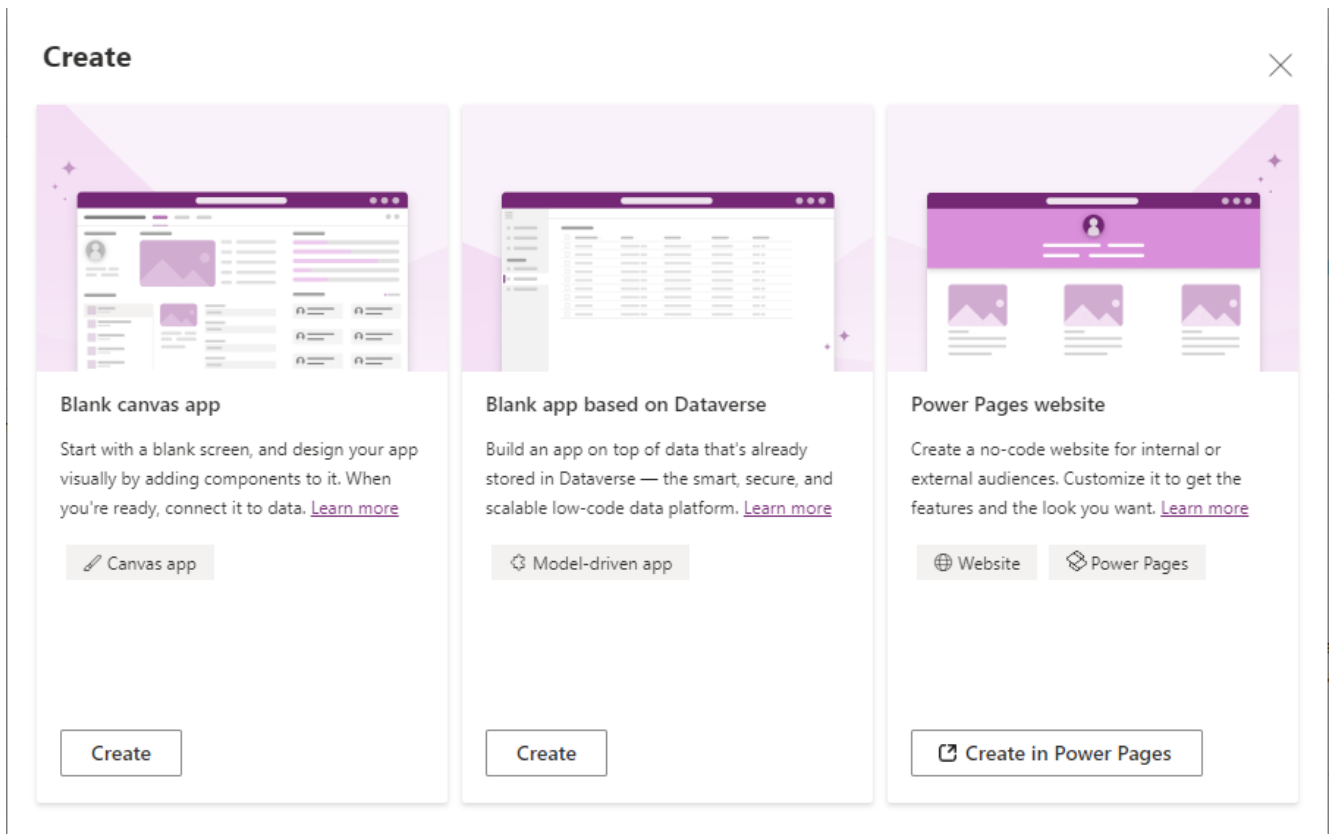 Create
Blank canvas app
Start with a blank screen, and design your app
visually by adding components to it. When
you're ready, connect it to data. Learn more
Canvas app
Create
Blank app based on Dataverse
Build an app on top of data that's already
stored in Dataverse — the smart, secure, and
scalable low-code data platform. Learn more
Model-driven app
Create
Power Pages website
Create a no-code website for internal or
external audiences. Customize it to get the
features and the look you want. Learn more
Website
Power Pages
Create in Power Pages